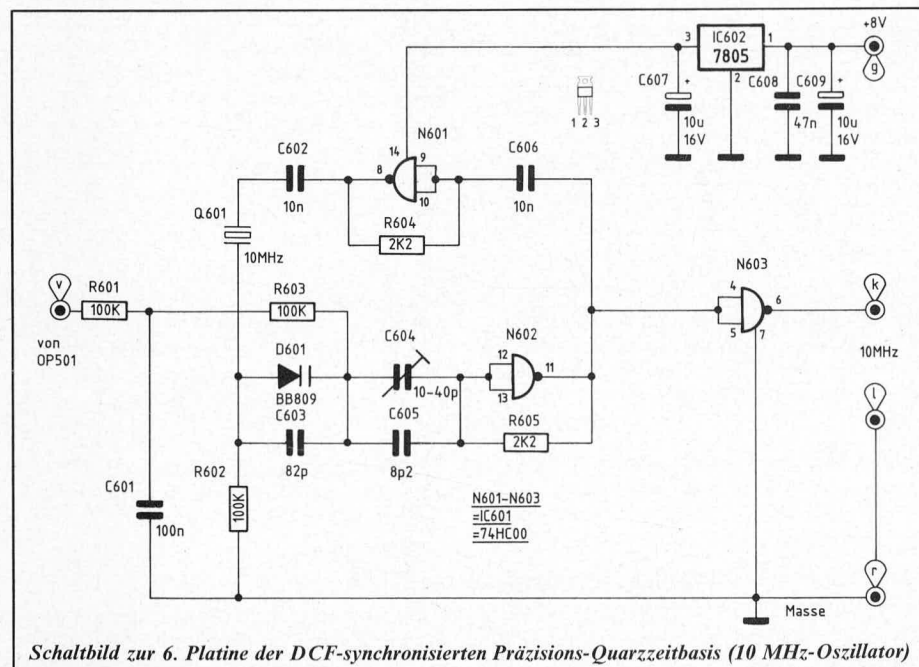 +8V
3
IC602
7805
1
2
g
C607
+
10u
16V
C608
47n
C609
+
10u
16V
1 2 3
N601
14
8
9
10
C602
10n
C606
10n
R604
2K2
Q601
10MHz
N603
4
5
6
7
k
10MHz
v
R601
100K
von
OP501
R603
100K
D601
BB809
C604
10-40p
N602
12
13
11
C603
82p
C605
8p2
R605
2K2
l
C601
100n
R602
100K
N601-N603
=IC601
=74HC00
r
Masse
Schaltbild zur 6. Platine der DCF-synchronisierten Präzisions-Quarzzeitbasis (10 MHz-Oszillator)